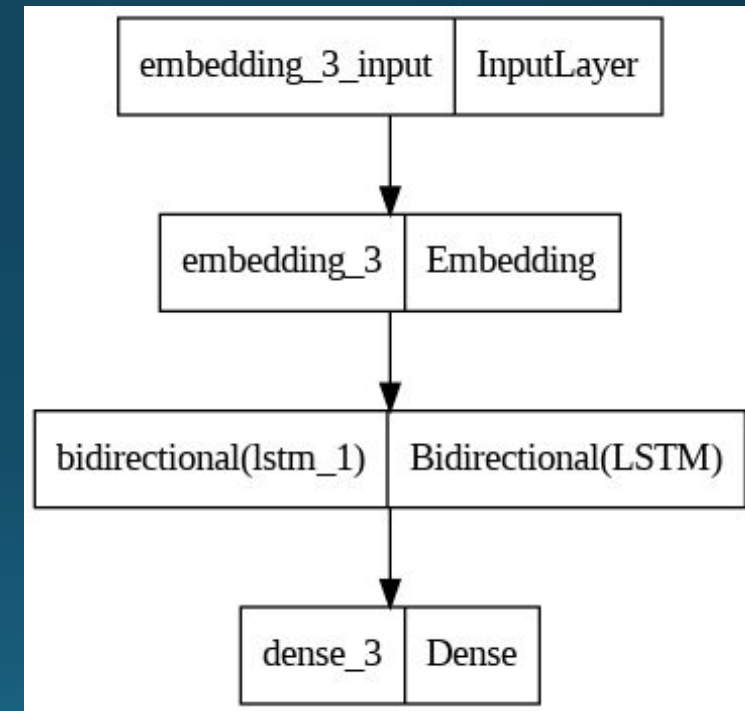 embedding_3_input InputLayer
embedding_3 Embedding
bidirectional(lstm_1) Bidirectional(LSTM)
dense_3 Dense